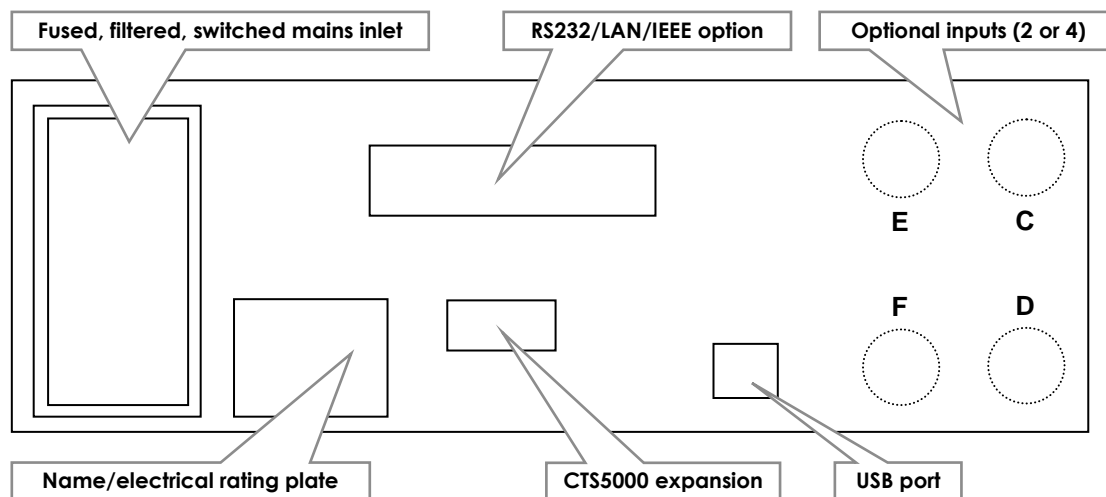 Fused, filtered, switched mains inlet
RS232/LAN/IEEE option
Optional inputs (2 or 4)
E
C
F
D
Name/electrical rating plate
CTS5000 expansion
USB port